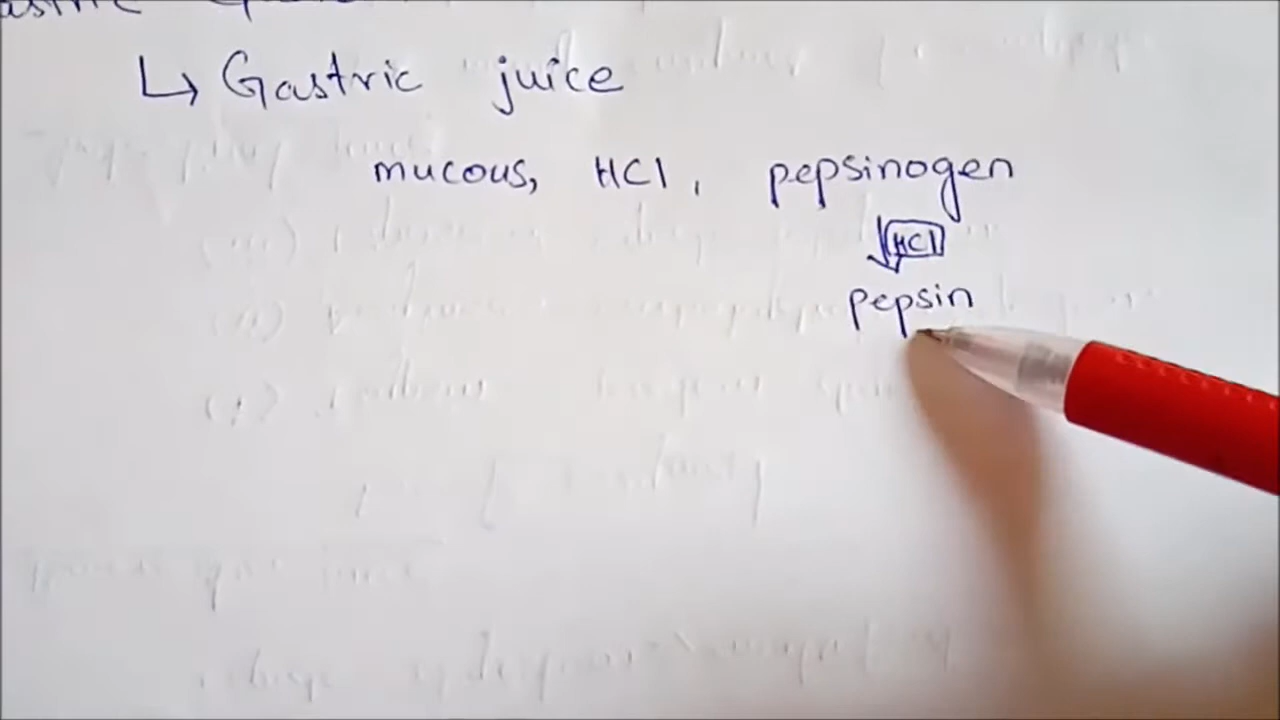 ↳ Gastric juice
mucous, HCl, pepsinogen
↓ HCl
pepsin